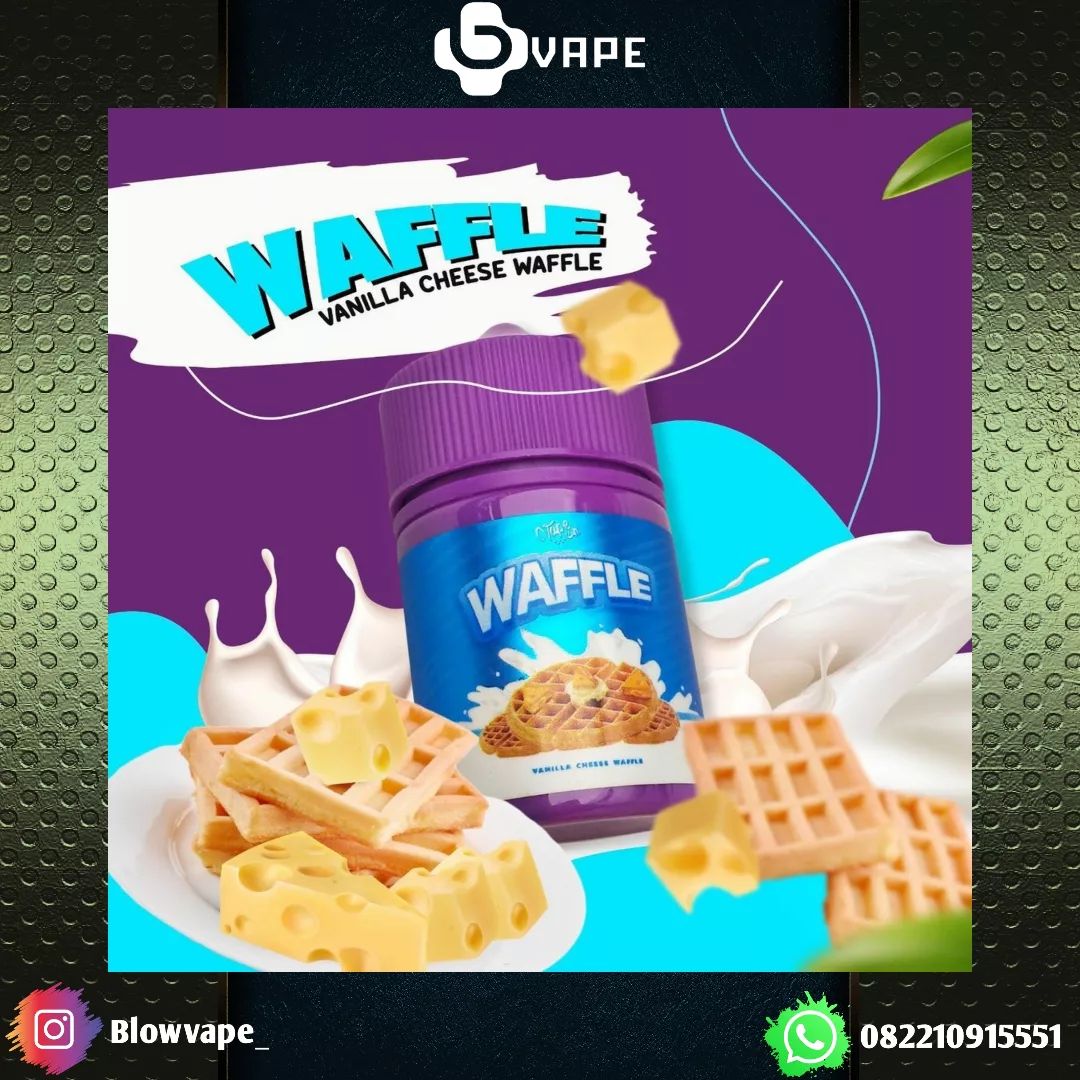 b VAPE
WAFFLE
VANILLA CHEESE WAFFLE
WAFFLE
VANILLA CHEESE WAFFLE
Blowvape_
082210915551